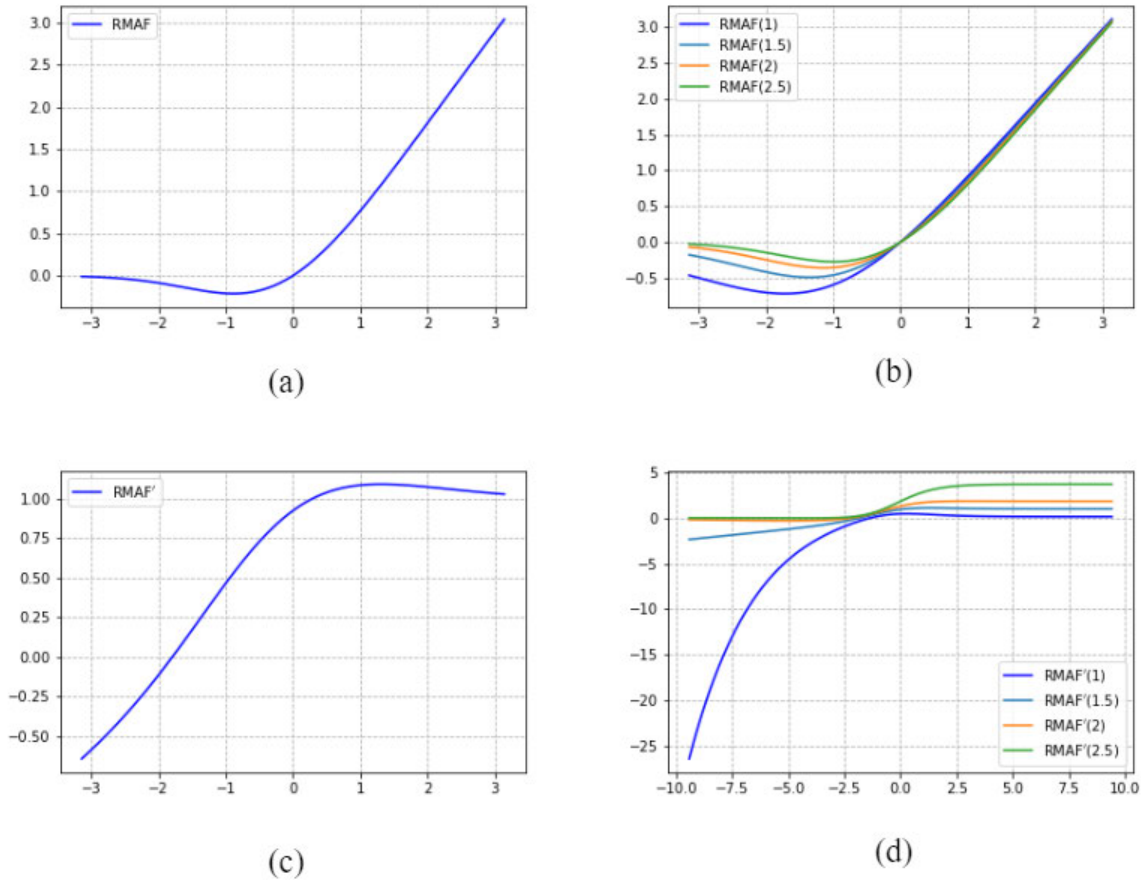 RMAF
3.0
2.5
2.0
1.5
1.0
0.5
0.0
−3 −2 −1 0 1 2 3
(a)
RMAF(1)
RMAF(1.5)
RMAF(2)
RMAF(2.5)
3.0
2.5
2.0
1.5
1.0
0.5
0.0
−0.5
−3 −2 −1 0 1 2 3
(b)
RMAF′
1.00
0.75
0.50
0.25
0.00
−0.25
−0.50
−3 −2 −1 0 1 2 3
(c)
5
0
−5
−10
−15
−20
−25
RMAF′(1)
RMAF′(1.5)
RMAF′(2)
RMAF′(2.5)
−10.0 −7.5 −5.0 −2.5 0.0 2.5 5.0 7.5 10.0
(d)